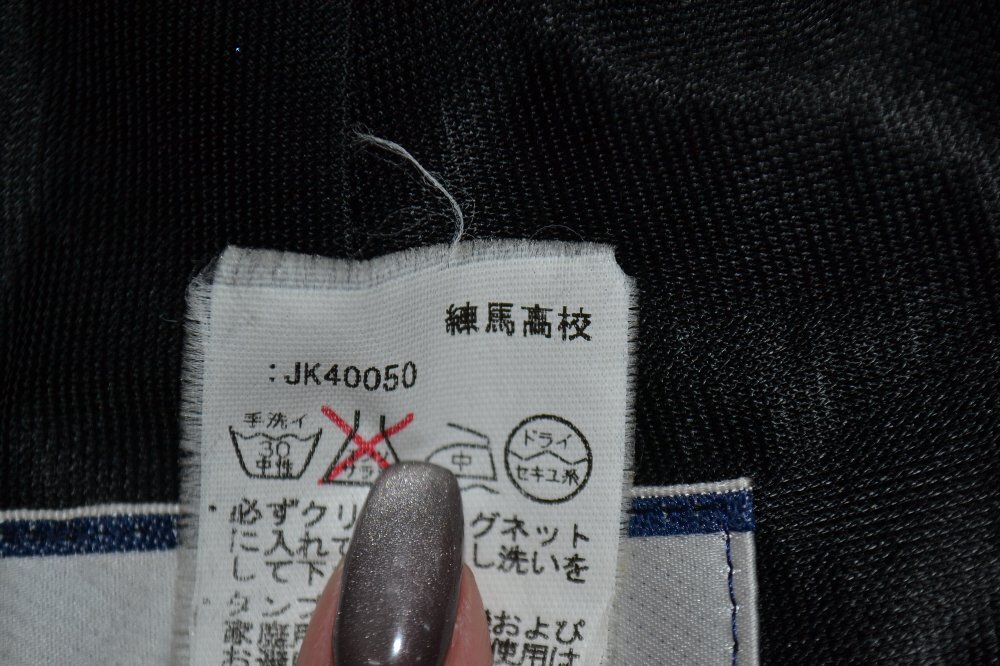 練馬高校
:JK40050
手洗イ
30
中性
中
ドライ
セキユ系
必ずクリ グネット
に入れて し洗いを
して下
タンブ および
家庭 使用は